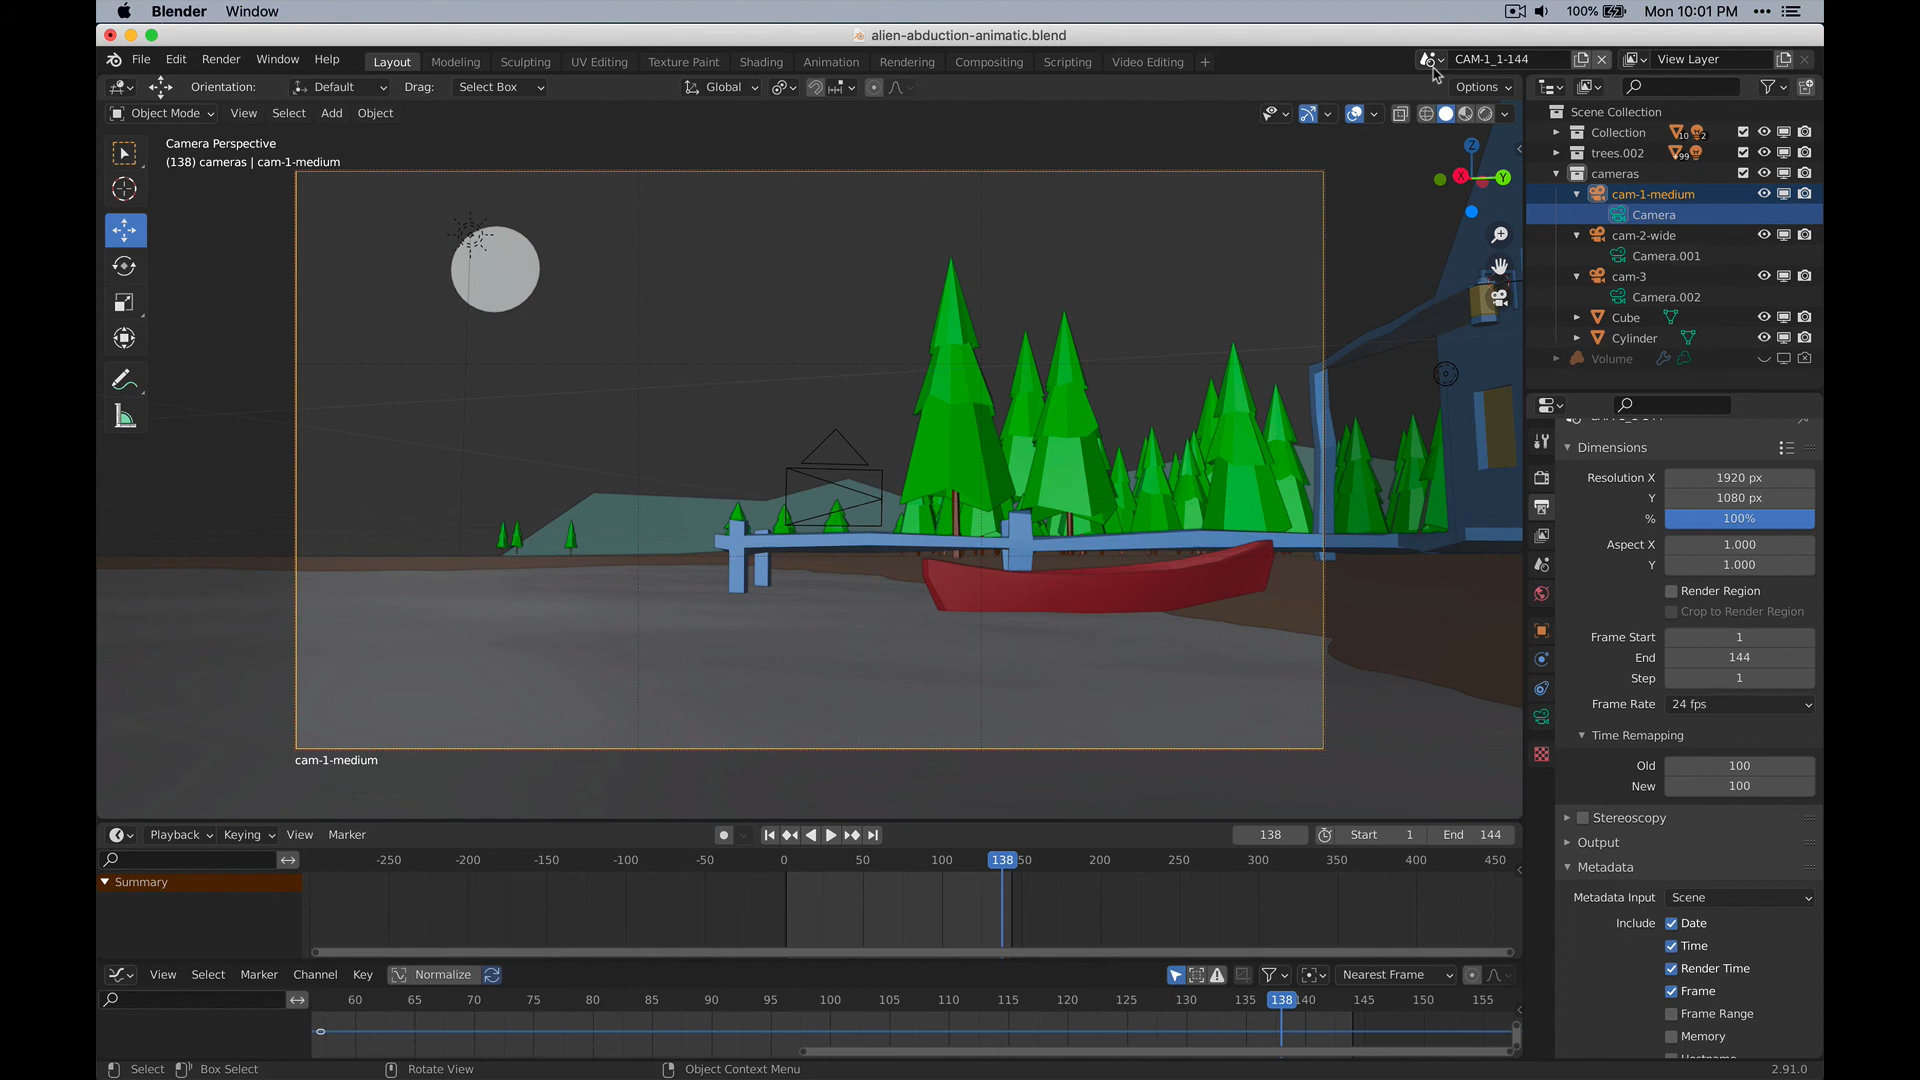 Blender Window 100% Mon 10:01 PM
alien-abduction-animatic.blend
File Edit Render Window Help Layout Modeling Sculpting UV Editing Texture Paint Shading Animation Rendering Compositing Scripting Video Editing + CAM-1_1-144 View Layer
Orientation: Default Drag: Select Box Global Options
Object Mode View Select Add Object
Camera Perspective
(138) cameras | cam-1-medium
Z
X
Y
cam-1-medium
Scene Collection
Collection 10 2
trees.002 99
cameras
cam-1-medium
Camera
cam-2-wide
Camera.001
cam-3
Camera.002
Cube
Cylinder
Volume
Dimensions
Resolution X 1920 px
Y 1080 px
% 100%
Aspect X 1.000
Y 1.000
Render Region
Crop to Render Region
Frame Start 1
End 144
Step 1
Frame Rate 24 fps
Time Remapping
Old 100
New 100
Stereoscopy
Output
Metadata
Metadata Input Scene
Include Date
Time
Render Time
Frame
Frame Range
Memory
Playback Keying View Marker 138 Start 1 End 144
-250 -200 -150 -100 -50 0 50 100 138 50 200 250 300 350 400 450
Summary
View Select Marker Channel Key Normalize Nearest Frame
60 65 70 75 80 85 90 95 100 105 110 115 120 125 130 135 138 140 145 150 155
Select Box Select Rotate View Object Context Menu 2.91.0